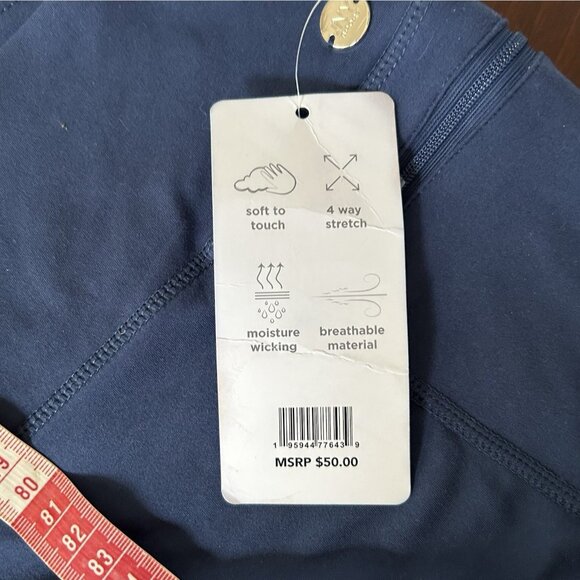 soft to
touch
4 way
stretch
moisture
wicking
breathable
material
1 95944 77643 9
MSRP $50.00
80
81
82
83